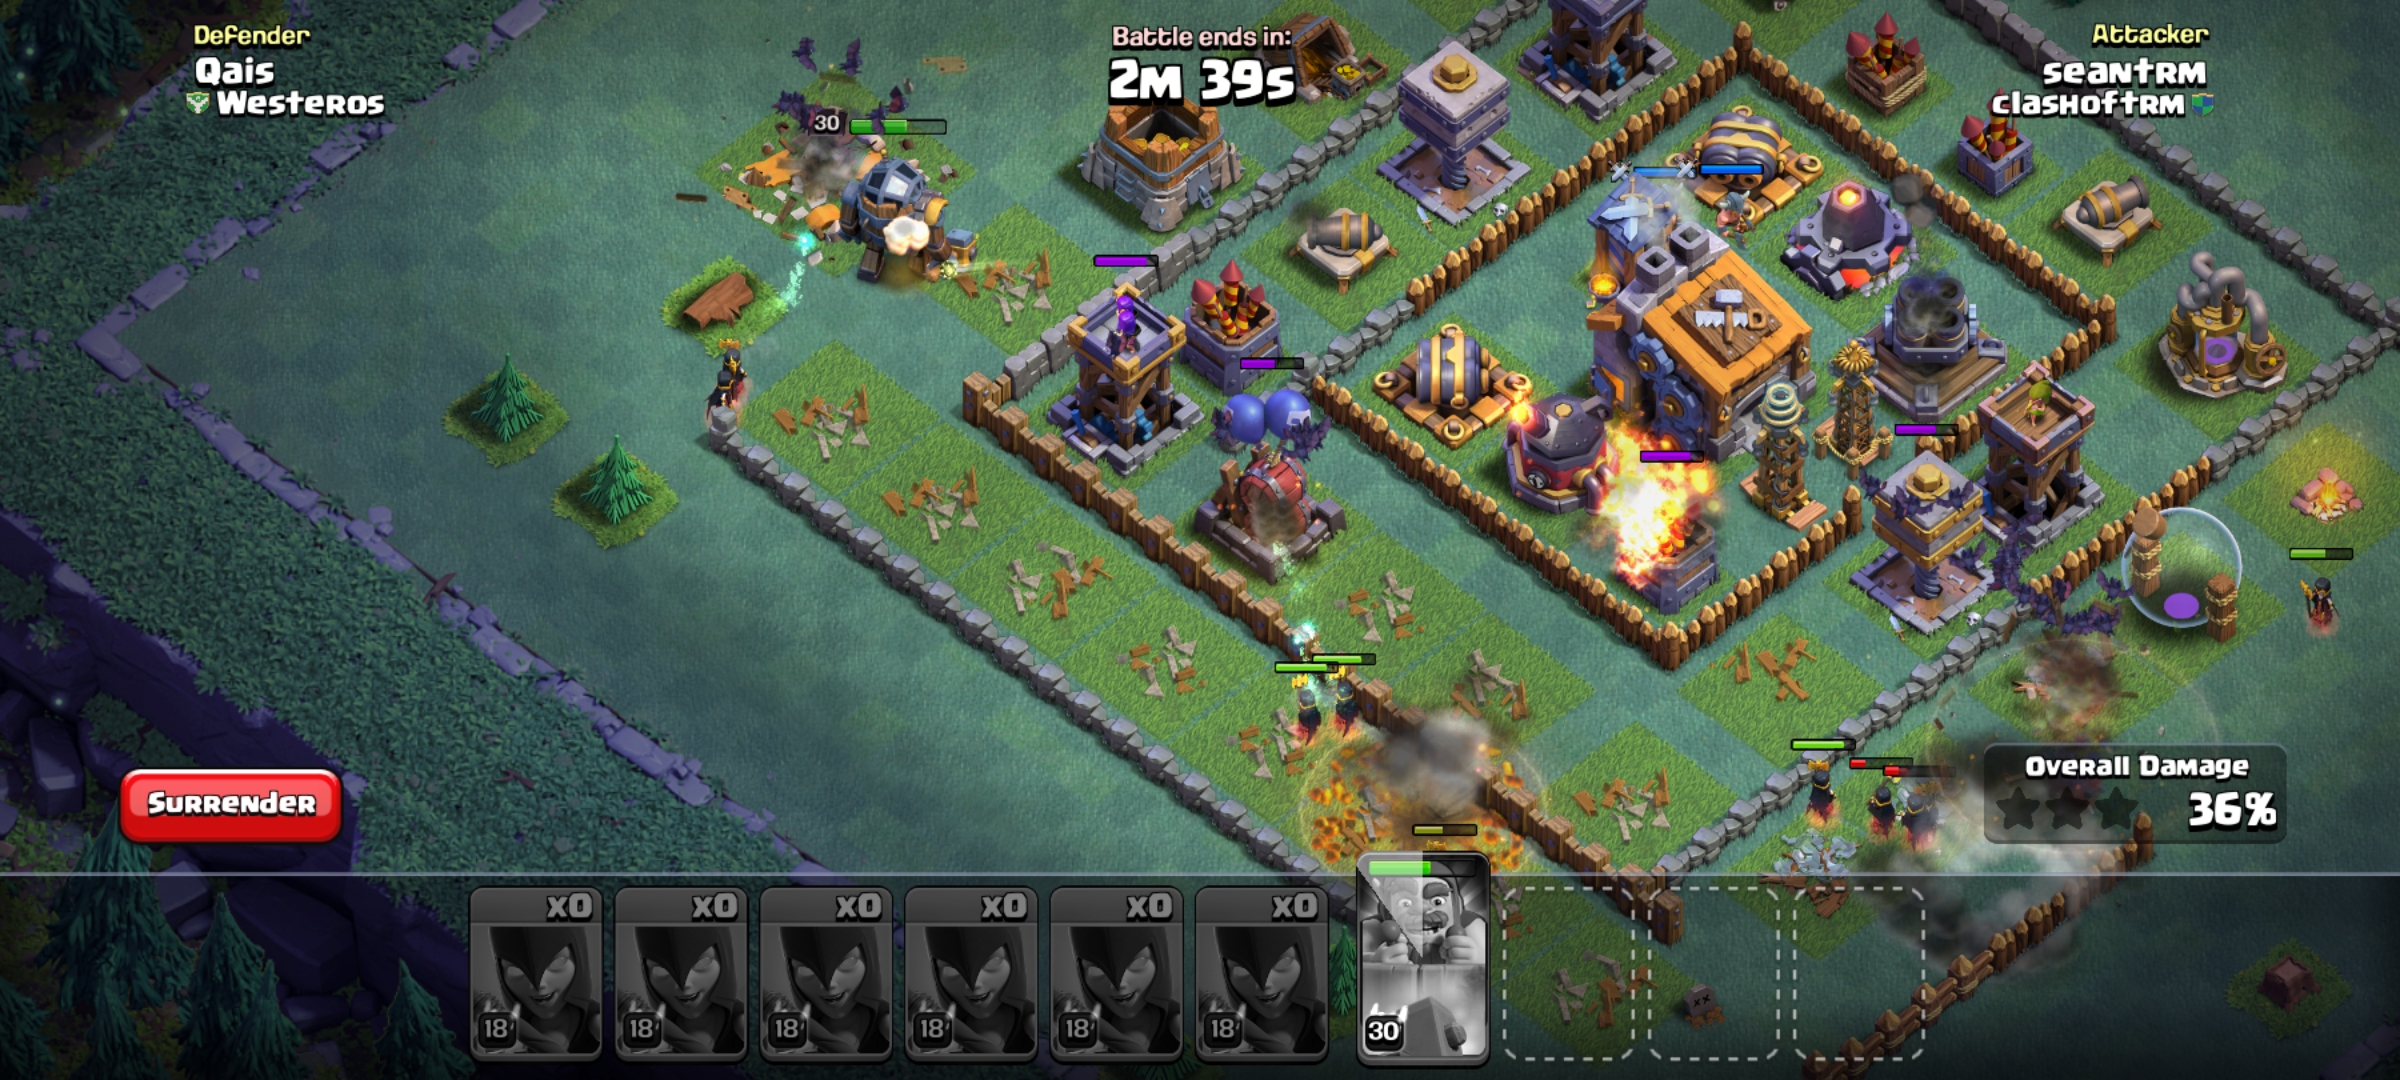 Defender
Qais
Westeros
Battle ends in:
2M 39s
Attacker
seantRM
clashoftRM
30
Surrender
Overall Damage
36%
x0
x0
x0
x0
x0
x0
18
18
18
18
18
18
30